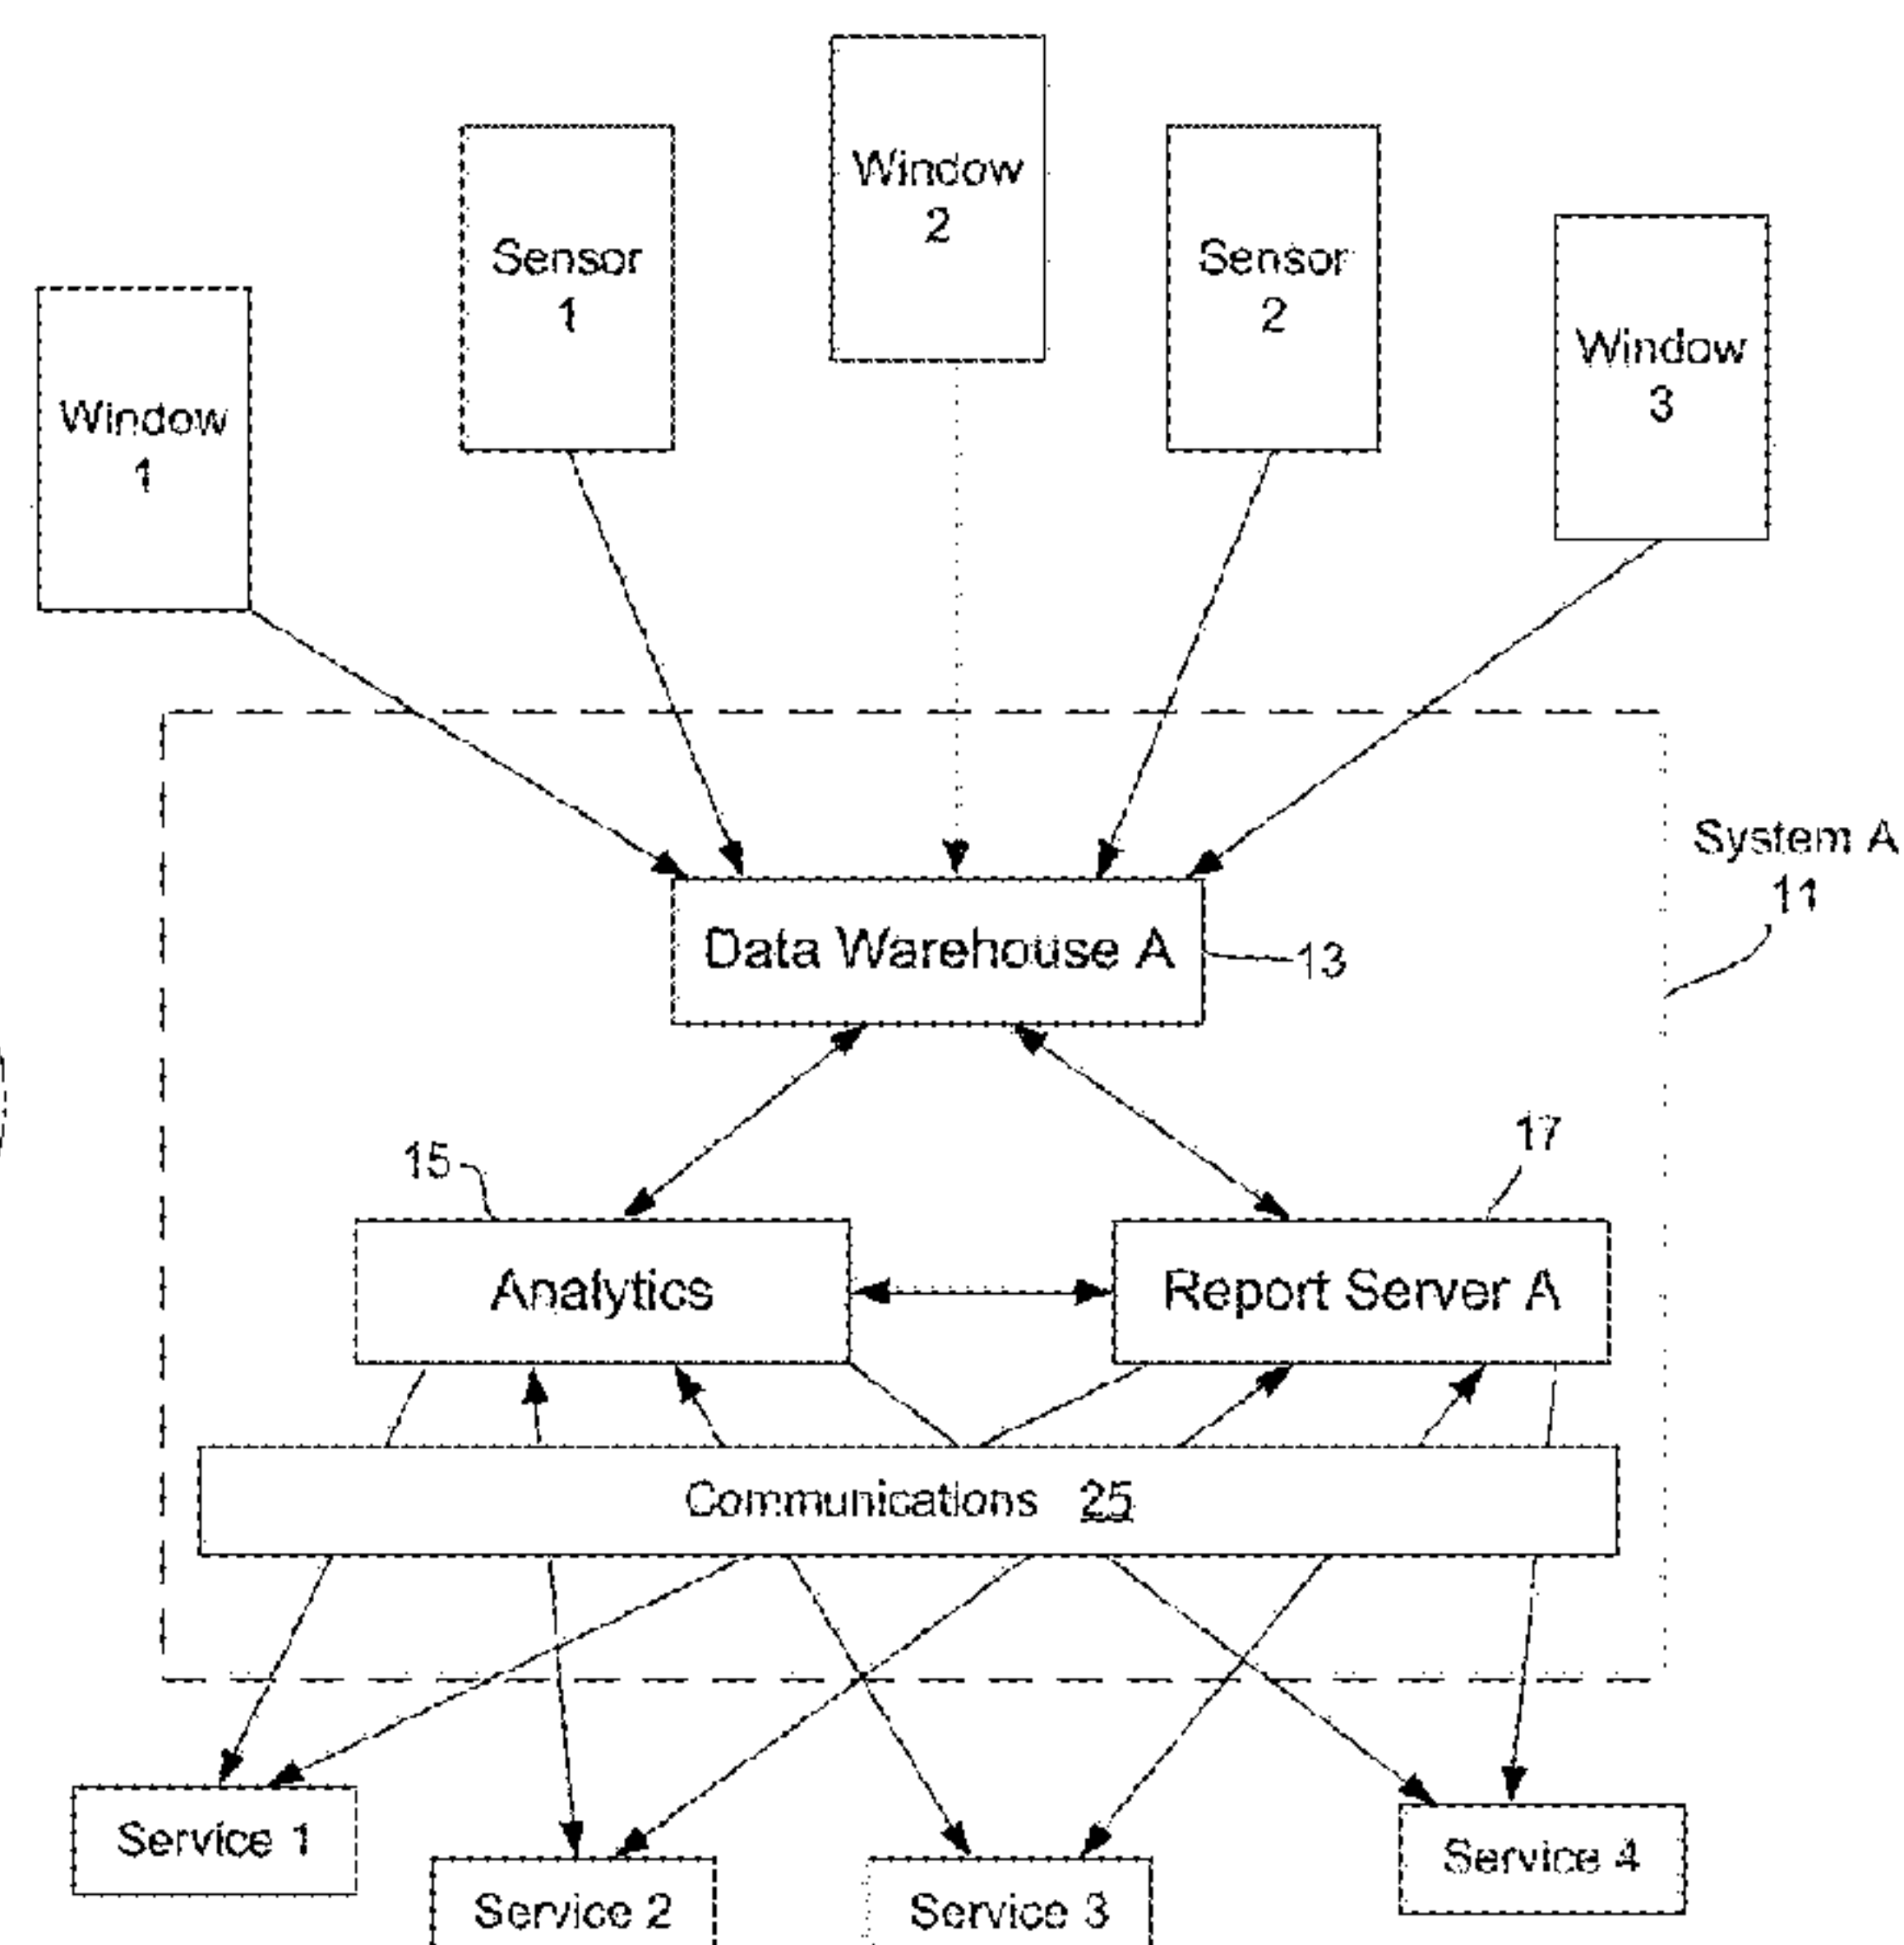 Window
2
Sensor
1
Sensor
2
Window
3
Window
1
System A
11
Data Warehouse A
13
15
17
Analytics
Report Server A
Communications 25
Service 1
Service 4
Service 2
Service 3